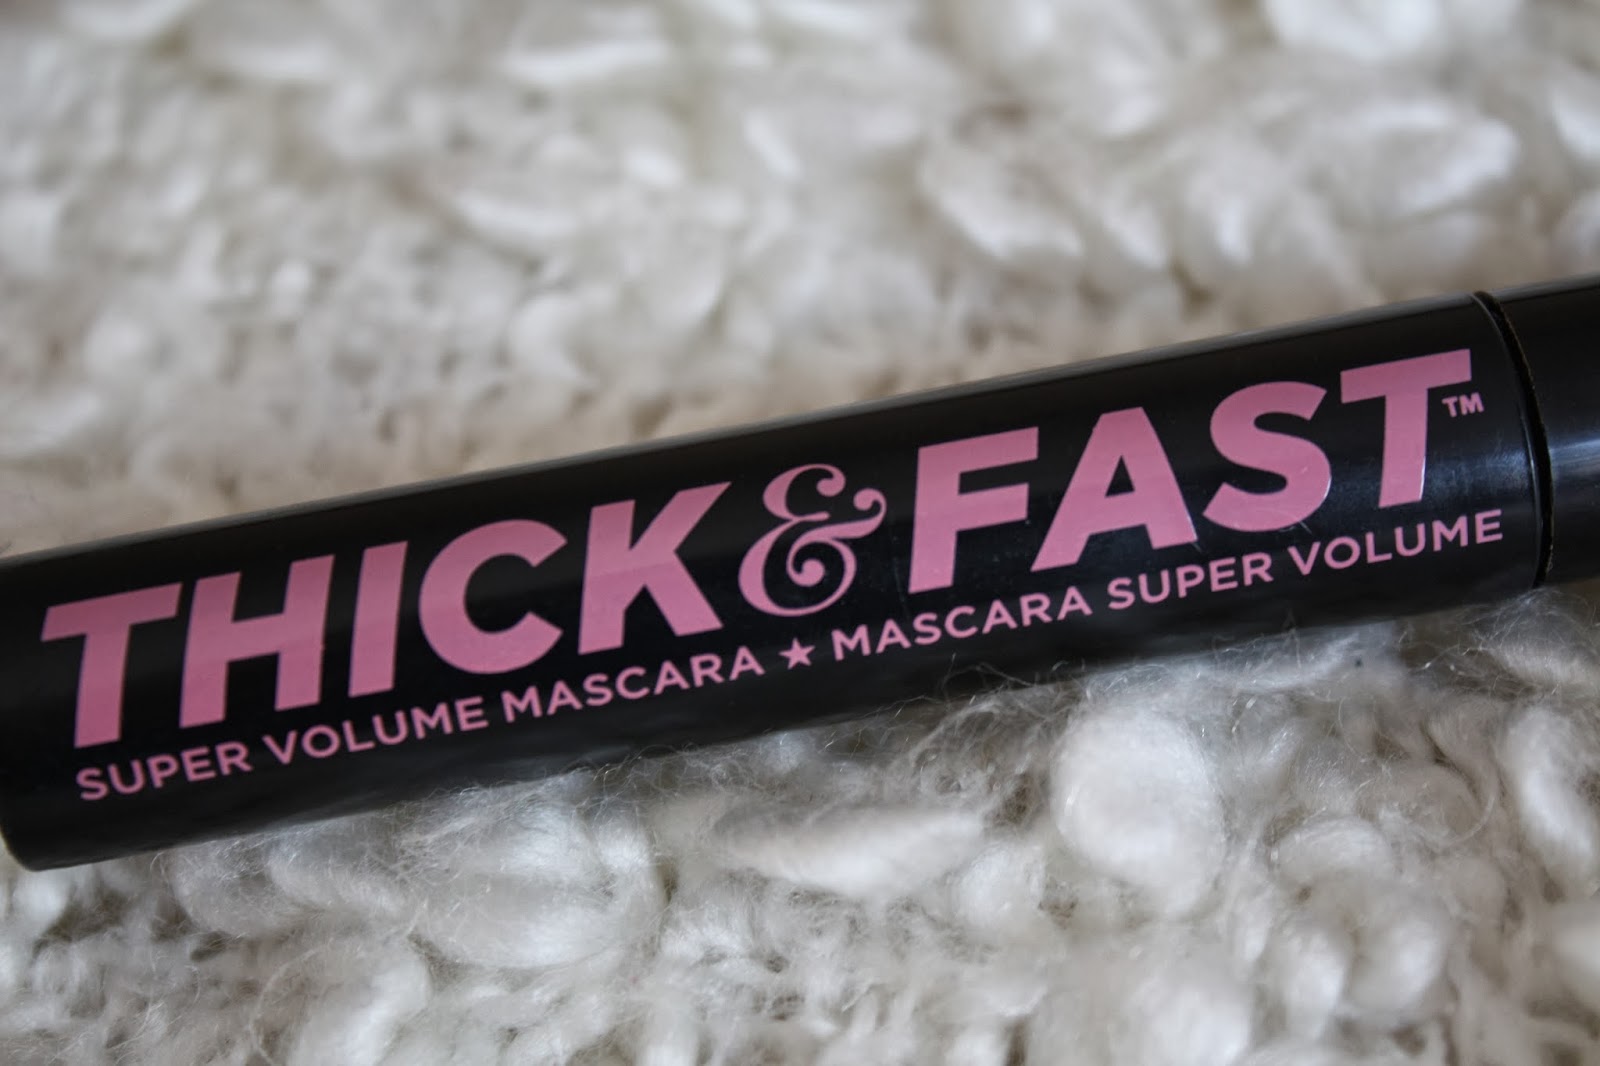 THICK & FAST™
SUPER VOLUME MASCARA ★ MASCARA SUPER VOLUME